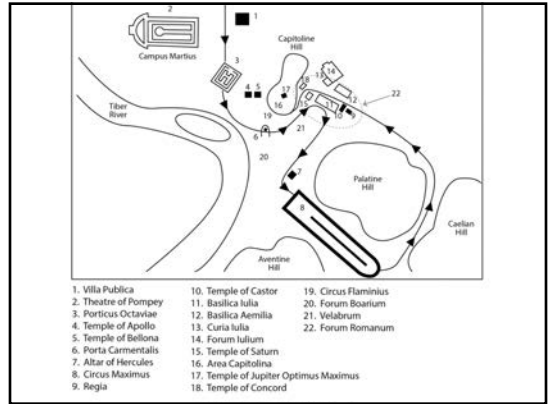 2
1
Capitoline
Hill
Campus Martius
3
13 14
18
4 5
17
12
22
16
15
11
10 9
19
21
6
Tiber
River
20
7
Palatine
Hill
8
Caelian
Hill
Aventine
Hill
1. Villa Publica
2. Theatre of Pompey
3. Porticus Octaviae
4. Temple of Apollo
5. Temple of Bellona
6. Porta Carmentalis
7. Altar of Hercules
8. Circus Maximus
9. Regia
10. Temple of Castor
11. Basilica Iulia
12. Basilica Aemilia
13. Curia Iulia
14. Forum Iulium
15. Temple of Saturn
16. Area Capitolina
17. Temple of Jupiter Optimus Maximus
18. Temple of Concord
19. Circus Flaminius
20. Forum Boarium
21. Velabrum
22. Forum Romanum